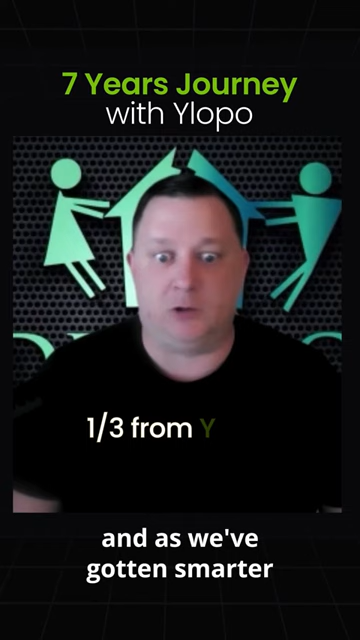 7 Years Journey
with Ylopo
1/3 from Y
and as we've
gotten smarter